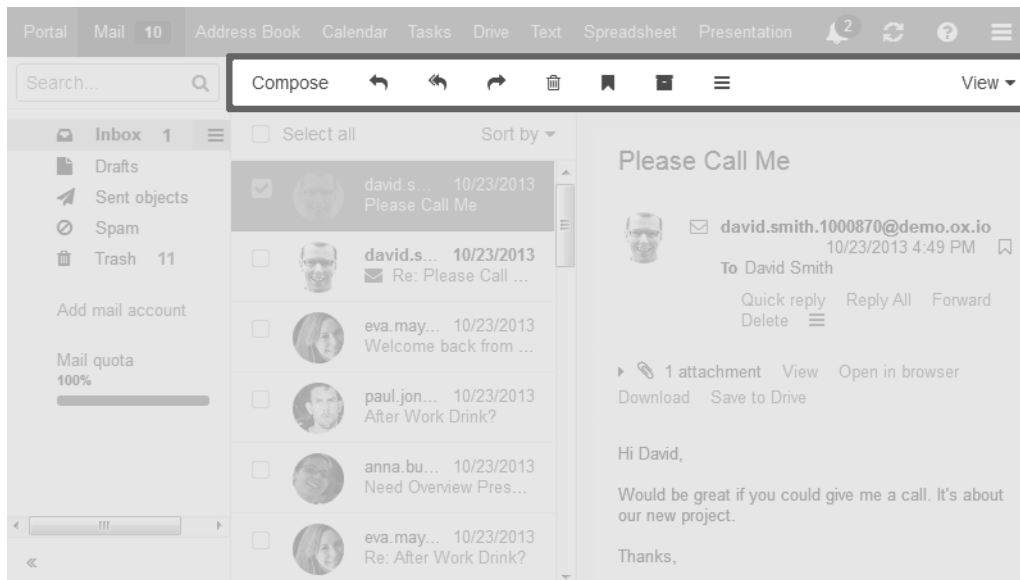 Portal Mail 10 Address Book Calendar Tasks Drive Text Spreadsheet Presentation 2
Search...
Compose View
Inbox 1
Drafts
Sent objects
Spam
Trash 11
Add mail account
Mail quota
100%
Select all Sort by
david.s... 10/23/2013
Please Call Me
david.s... 10/23/2013
Re: Please Call ...
eva.may... 10/23/2013
Welcome back from ...
paul.jon... 10/23/2013
After Work Drink?
anna.bu... 10/23/2013
Need Overview Pres...
eva.may... 10/23/2013
Re: After Work Drink?
Please Call Me
david.smith.1000870@demo.ox.io
10/23/2013 4:49 PM
To David Smith
Quick reply Reply All Forward
Delete
1 attachment View Open in browser
Download Save to Drive
Hi David,
Would be great if you could give me a call. It's about
our new project.
Thanks,